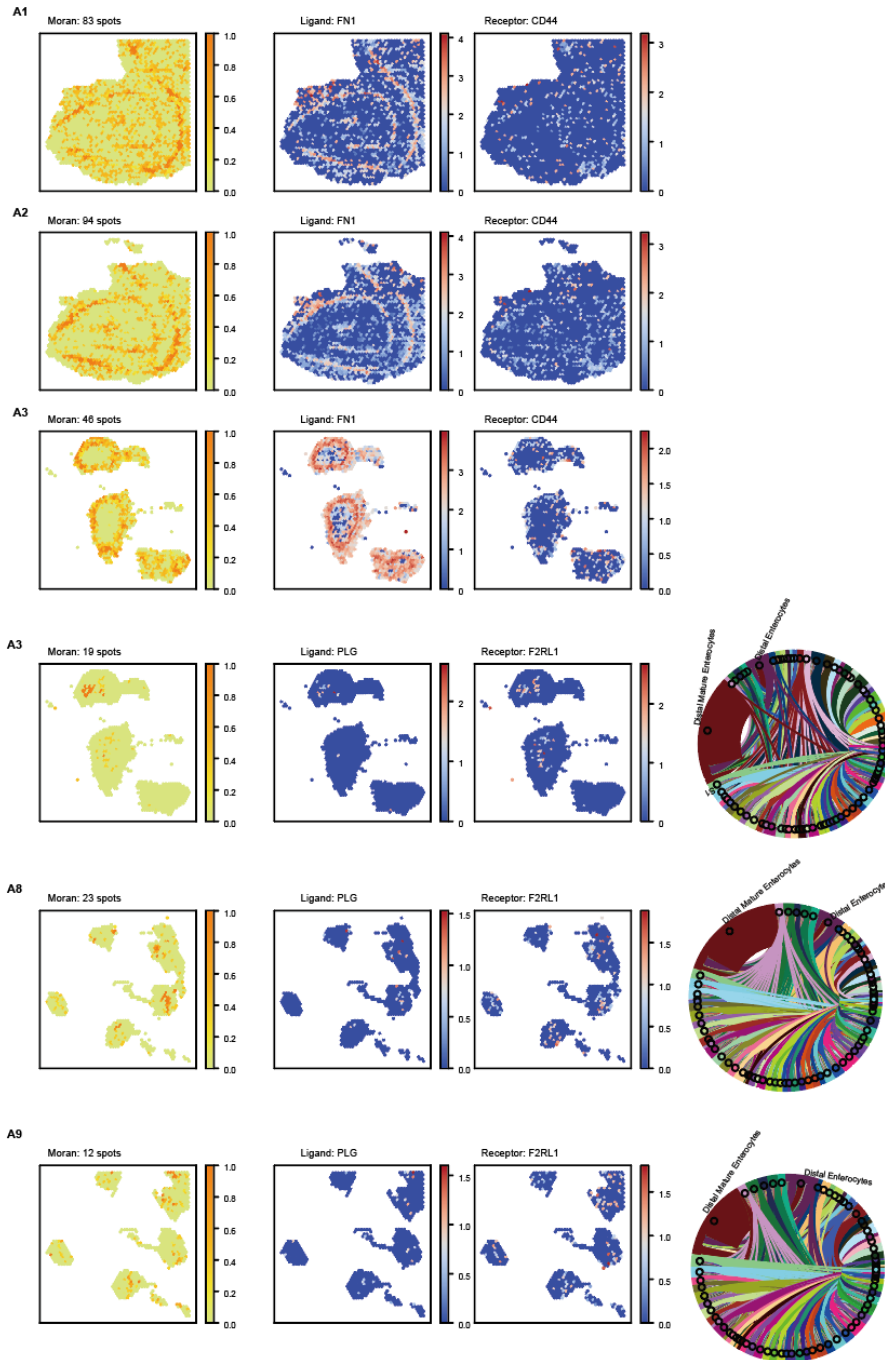 A1
Moran: 83 spots Ligand: FN1 Receptor: CD44
1.0 4 3
0.8 3
0.6 2
0.4 2
0.2 1 1
0.0 0 0
A2
Moran: 94 spots Ligand: FN1 Receptor: CD44
1.0 4 3
0.8 3
0.6 2
0.4 2
0.2 1 1
0.0 0 0
A3
Moran: 46 spots Ligand: FN1 Receptor: CD44
1.0 2.0
0.8 3
0.6 1.5
0.4 2 1.0
0.2 1 0.5
0.0 0 0.0
A3
Moran: 19 spots Ligand: PLG Receptor: F2RL1
1.0
0.8 2 2
0.6
0.4 1 1
0.2
0.0 0 0
Distal Mature Enterocytes
Distal Enterocytes
A8
Moran: 23 spots Ligand: PLG Receptor: F2RL1
1.0 1.5
0.8 1.5
0.6 1.0
0.4 1.0
0.2 0.5 0.5
0.0 0.0 0.0
Distal Mature Enterocytes
Distal Enterocytes
A9
Moran: 12 spots Ligand: PLG Receptor: F2RL1
1.0 1.5
0.8 1.5
0.6 1.0 1.0
0.4
0.2 0.5 0.5
0.0 0.0 0.0
Distal Mature Enterocytes
Distal Enterocytes